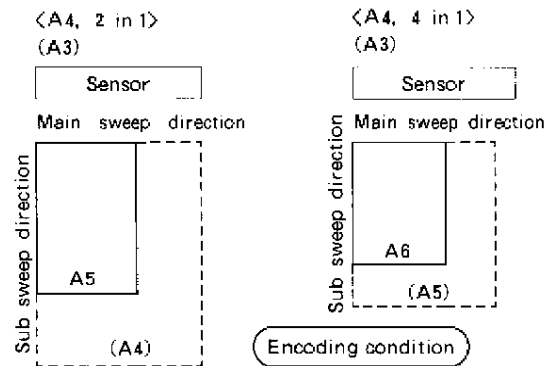 <A4, 2 in 1>
(A3)
Sensor
Main sweep direction
Sub sweep direction
A5
(A4)
<A4, 4 in 1>
(A3)
Sensor
Main sweep direction
Sub sweep direction
A6
(A5)
Encoding condition